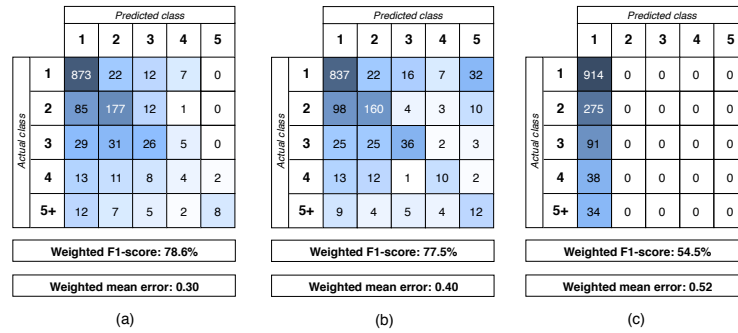 Predicted class Predicted class Predicted class
1 2 3 4 5 1 2 3 4 5 1 2 3 4 5
Actual class Actual class Actual class
1 873 22 12 7 0 1 837 22 16 7 32 1 914 0 0 0 0
2 85 177 12 1 0 2 98 160 4 3 10 2 275 0 0 0 0
3 29 31 26 5 0 3 25 25 36 2 3 3 91 0 0 0 0
4 13 11 8 4 2 4 13 12 1 10 2 4 38 0 0 0 0
5+ 12 7 5 2 8 5+ 9 4 5 4 12 5+ 34 0 0 0 0
Weighted F1-score: 78.6% Weighted F1-score: 77.5% Weighted F1-score: 54.5%
Weighted mean error: 0.30 Weighted mean error: 0.40 Weighted mean error: 0.52
(a) (b) (c)